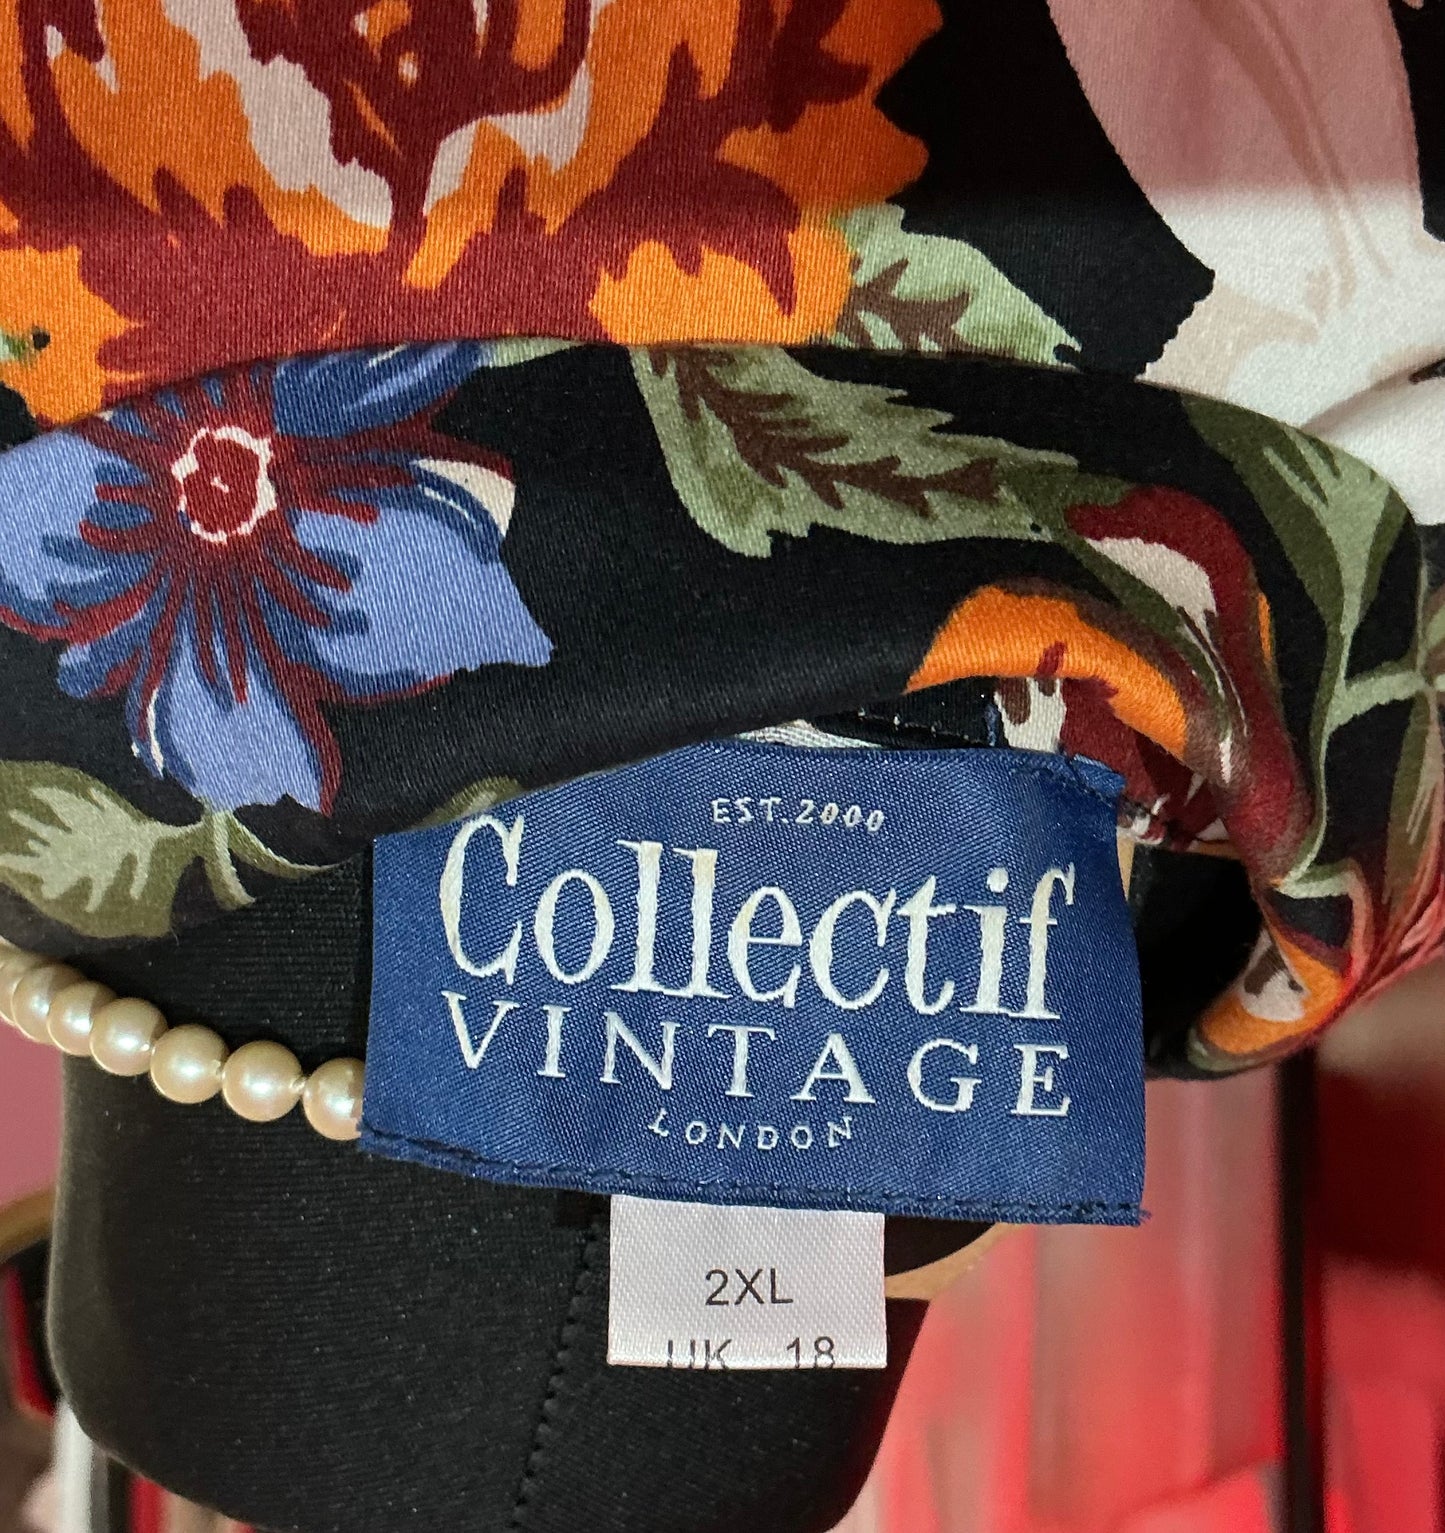 EST.2000
Collectif
VINTAGE
LONDON
2XL
UK 18